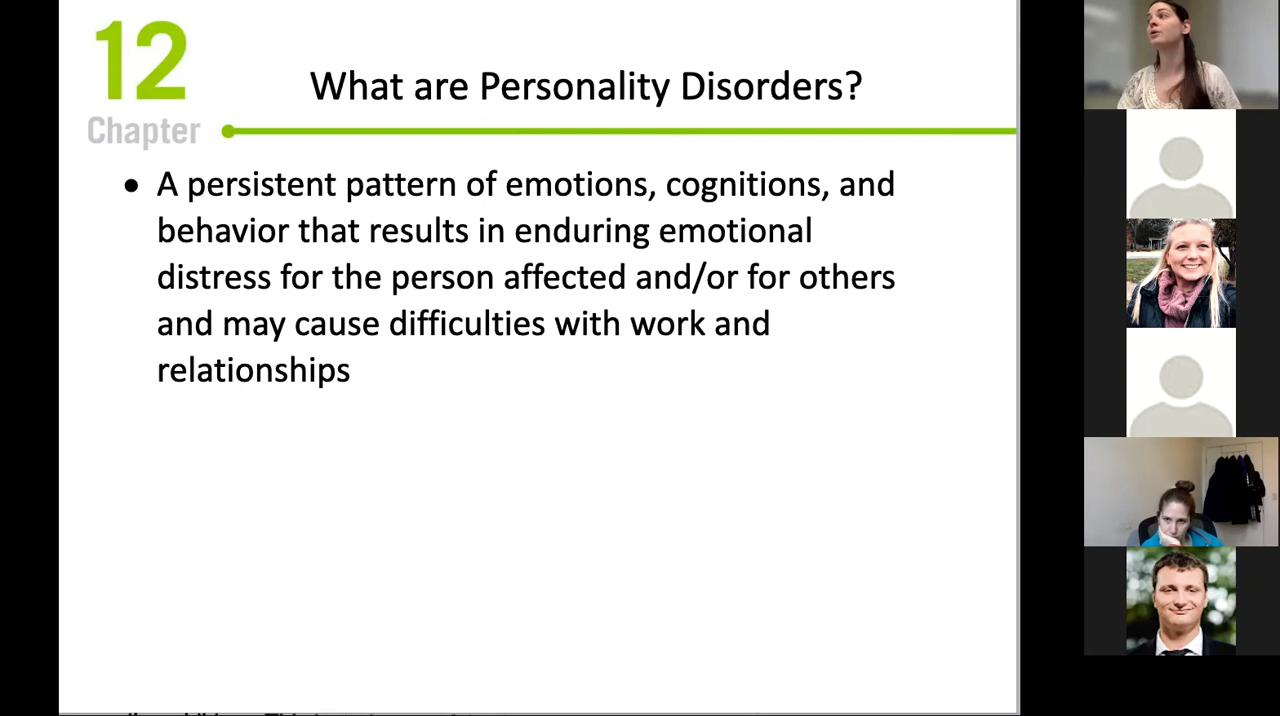 12
Chapter
What are Personality Disorders?
• A persistent pattern of emotions, cognitions, and
behavior that results in enduring emotional
distress for the person affected and/or for others
and may cause difficulties with work and
relationships